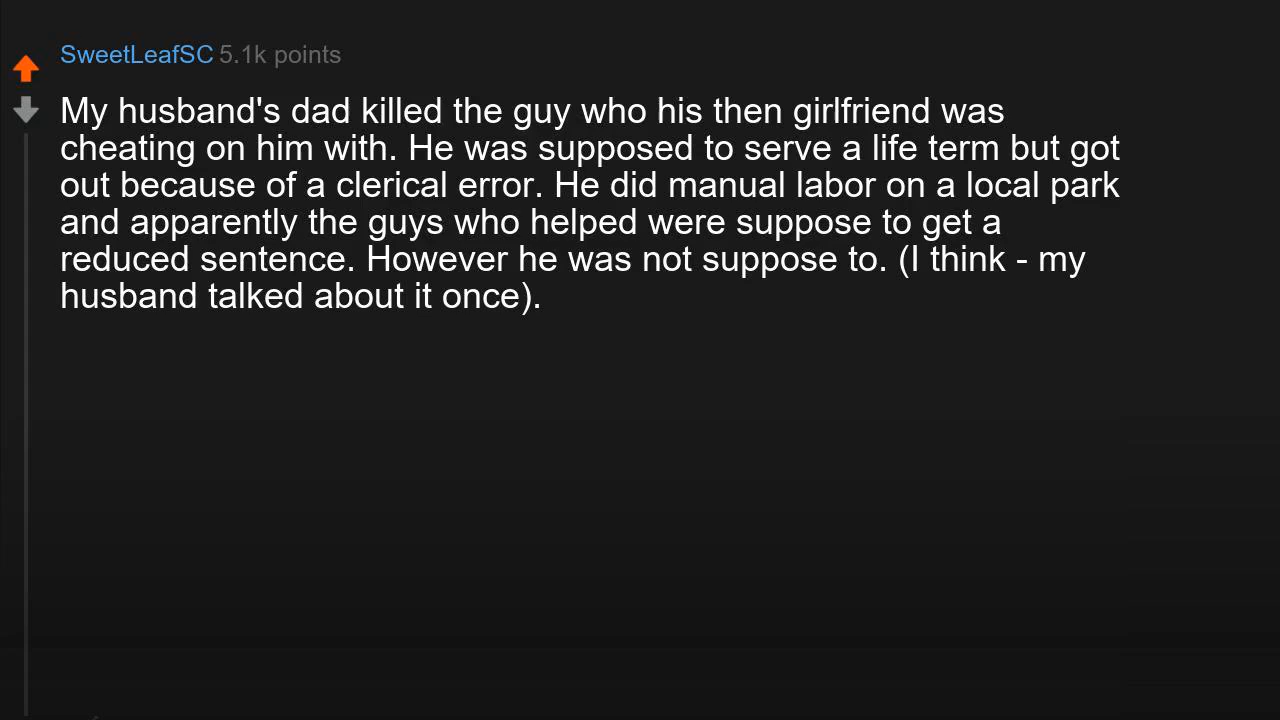 SweetLeafSC 5.1k points
My husband's dad killed the guy who his then girlfriend was
cheating on him with. He was supposed to serve a life term but got
out because of a clerical error. He did manual labor on a local park
and apparently the guys who helped were suppose to get a
reduced sentence. However he was not suppose to. (I think - my
husband talked about it once).